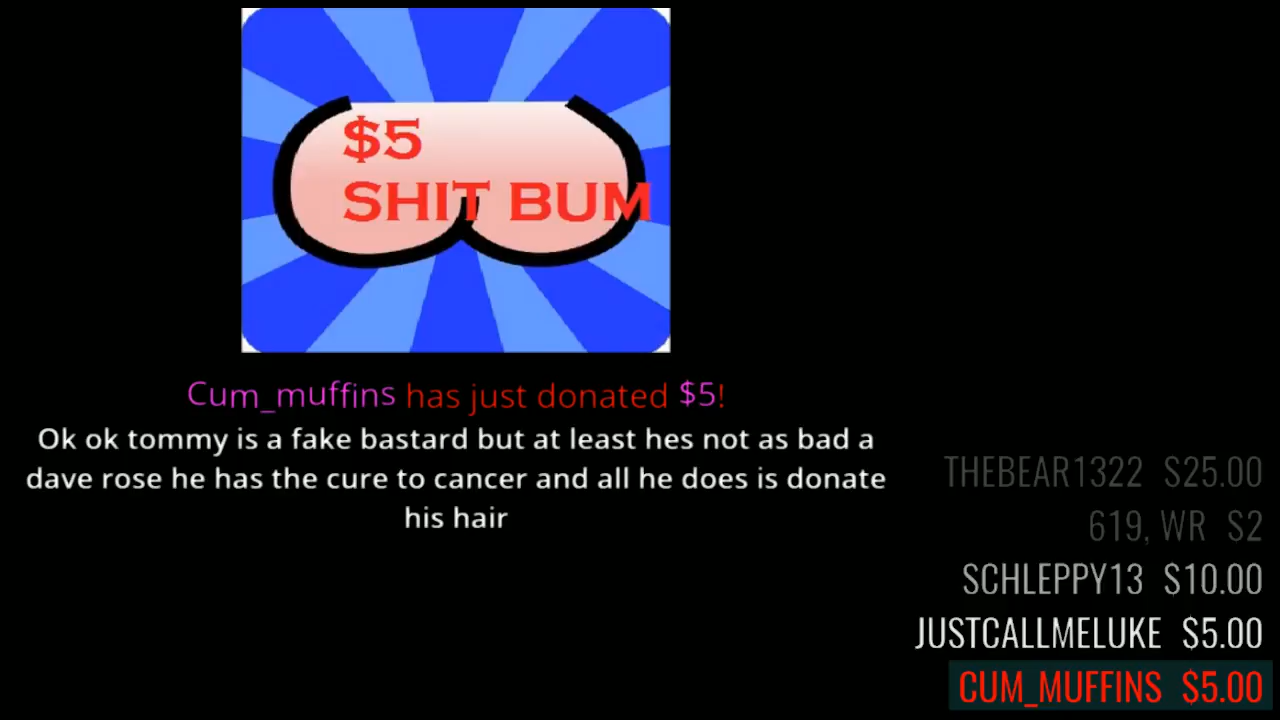 $5
SHIT BUM
Cum_muffins has just donated $5!
Ok ok tommy is a fake bastard but at least hes not as bad a
dave rose he has the cure to cancer and all he does is donate
his hair
THEBEAR1322 $25.00
619, WR $2
SCHLEPPY13 $10.00
JUSTCALLMELUKE $5.00
CUM_MUFFINS $5.00